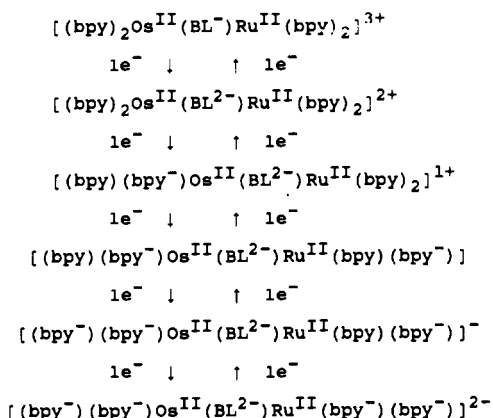 [(bpy)₂Osᴵᴵ(BL⁻)Ruᴵᴵ(bpy)₂]³⁺
1e⁻ ↓ ↑ 1e⁻
[(bpy)₂Osᴵᴵ(BL²⁻)Ruᴵᴵ(bpy)₂]²⁺
1e⁻ ↓ ↑ 1e⁻
[(bpy)(bpy⁻)Osᴵᴵ(BL²⁻)Ruᴵᴵ(bpy)₂]¹⁺
1e⁻ ↓ ↑ 1e⁻
[(bpy)(bpy⁻)Osᴵᴵ(BL²⁻)Ruᴵᴵ(bpy)(bpy⁻)]
1e⁻ ↓ ↑ 1e⁻
[(bpy⁻)(bpy⁻)Osᴵᴵ(BL²⁻)Ruᴵᴵ(bpy)(bpy⁻)]⁻
1e⁻ ↓ ↑ 1e⁻
[(bpy⁻)(bpy⁻)Osᴵᴵ(BL²⁻)Ruᴵᴵ(bpy⁻)(bpy⁻)]²⁻